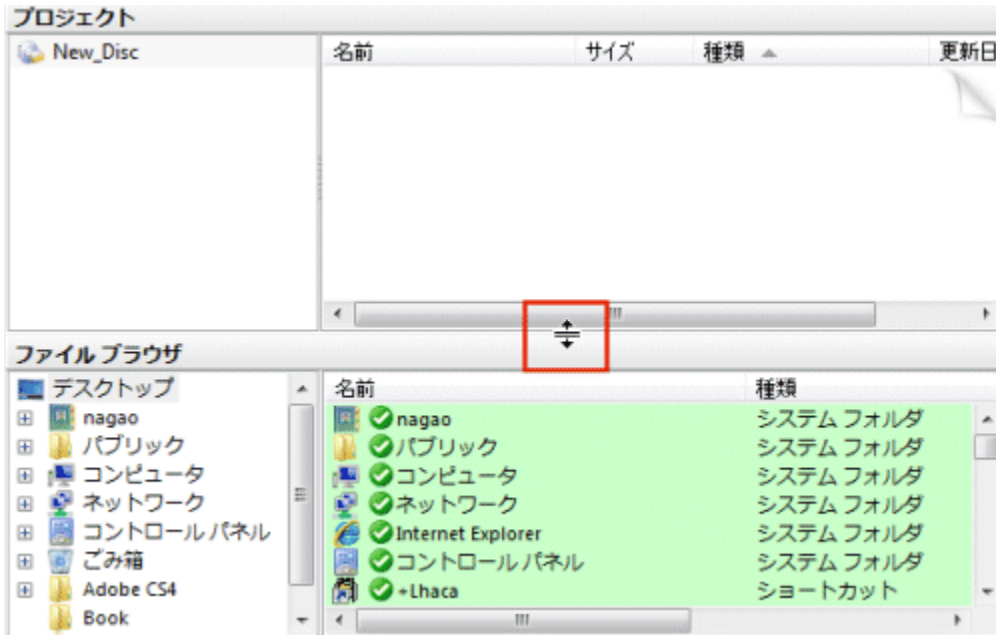 プロジェクト
New_Disc
名前 サイズ 種類 更新日
ファイル ブラウザ
デスクトップ
nagao
パブリック
コンピュータ
ネットワーク
コントロール パネル
ごみ箱
Adobe CS4
Book
名前 種類
nagao システム フォルダ
パブリック システム フォルダ
コンピュータ システム フォルダ
ネットワーク システム フォルダ
Internet Explorer システム フォルダ
コントロール パネル システム フォルダ
+Lhaca ショートカット